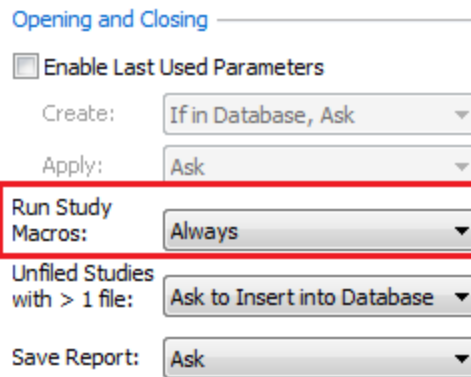 Opening and Closing
Enable Last Used Parameters
Create: If in Database, Ask
Apply: Ask
Run Study
Macros: Always
Unfiled Studies
with > 1 file: Ask to Insert into Database
Save Report: Ask